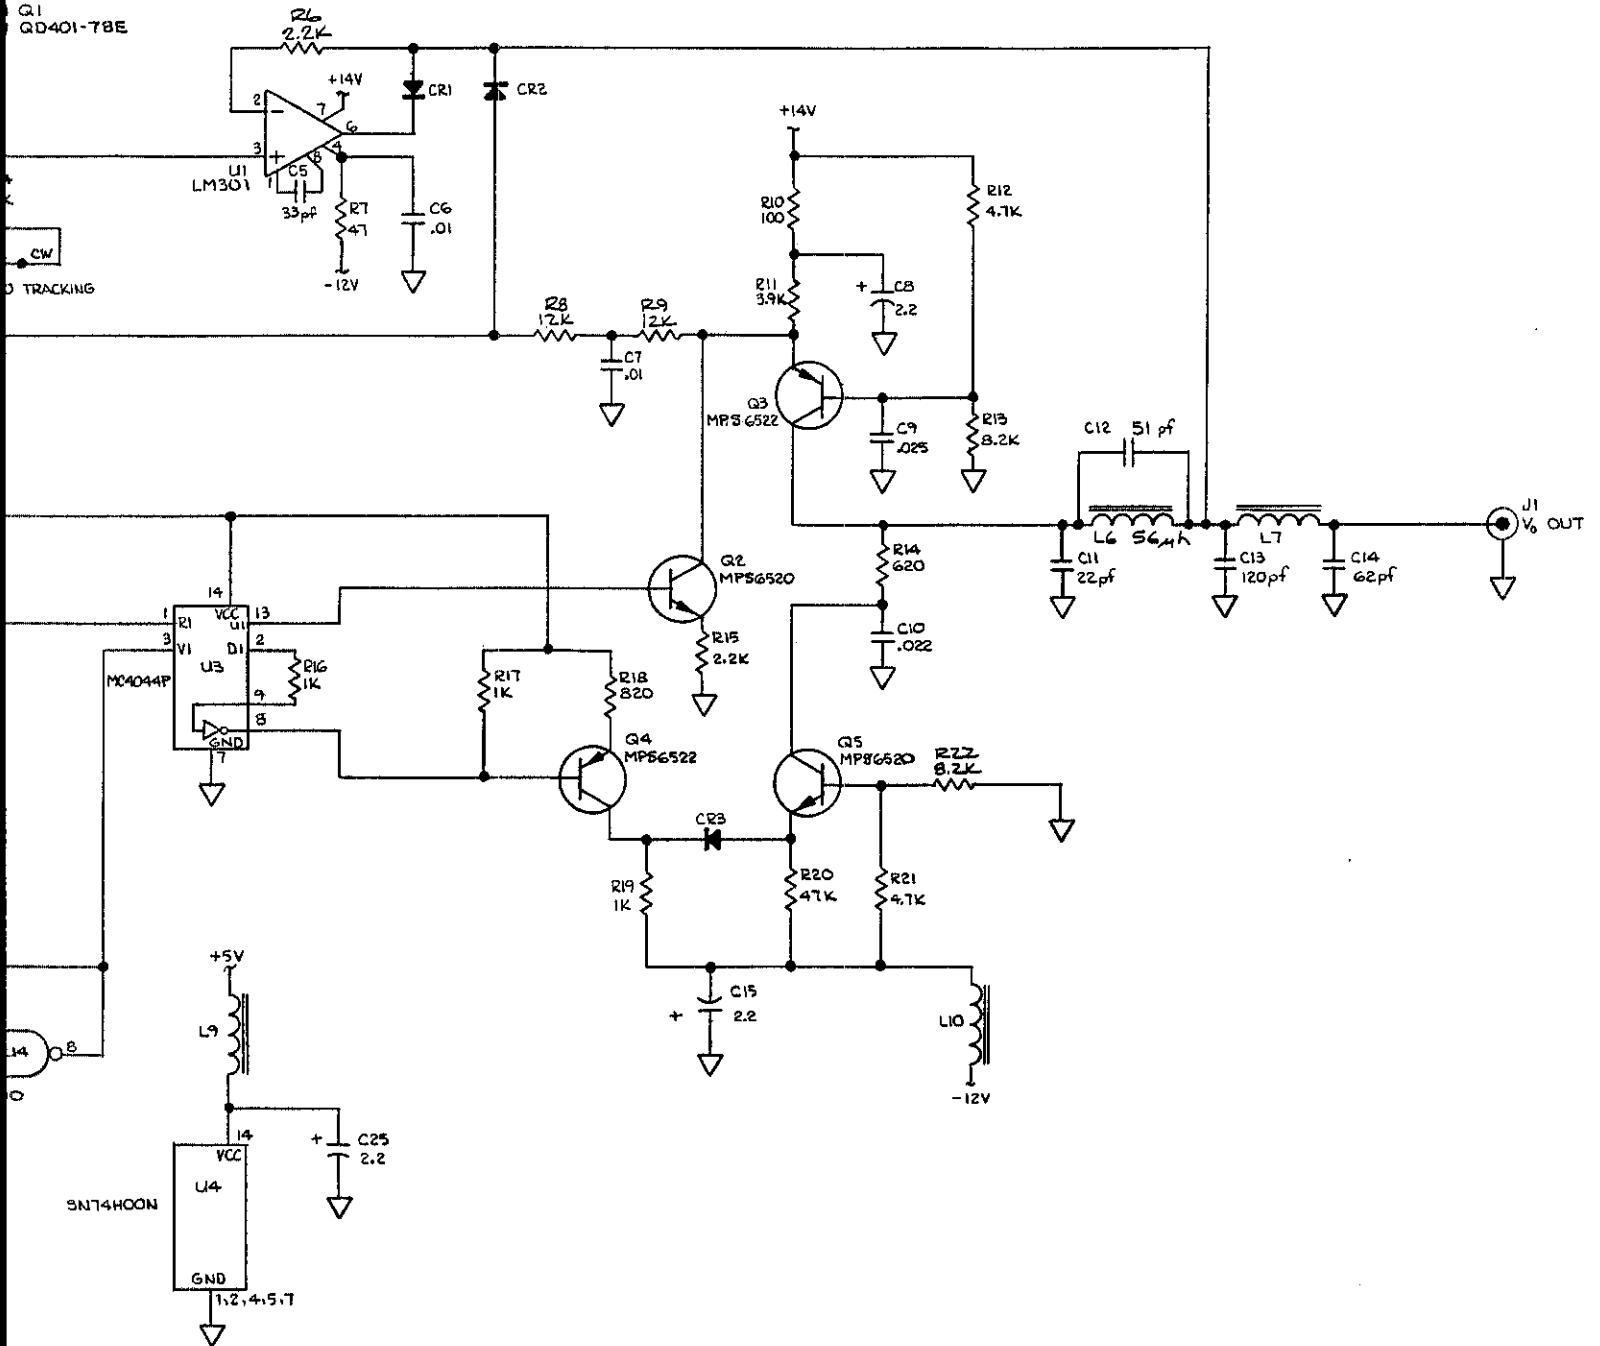 Q1
QD401-78E
R6
2.2K
+14V
2
7
6
3
4
8
1
U1
LM301
C5
33pf
CR1
CR2
R7
47
C6
.01
-12V
CW
TRACKING
+14V
R10
100
R12
4.7K
R11
3.9K
+
C8
2.2
R8
12K
R9
12K
C7
.01
Q3
MPS6522
C9
.025
R13
8.2K
C12
51 pf
L6
56μh
L7
J1
V₀ OUT
C11
22pf
C13
120pf
C14
62pf
R14
620
C10
.022
Q2
MPS6520
R15
2.2K
14
VCC
1
R1
U1
13
3
V1
D1
2
U3
MC4044P
R16
1K
9
8
GND
7
R17
1K
R18
820
Q4
MPS6522
Q5
MPS6520
R22
8.2K
CR3
R19
1K
R20
47K
R21
4.7K
+
C15
2.2
L10
-12V
+5V
L9
14
8
14
VCC
+
C25
2.2
U4
SN74H00N
GND
1,2,4,5,7